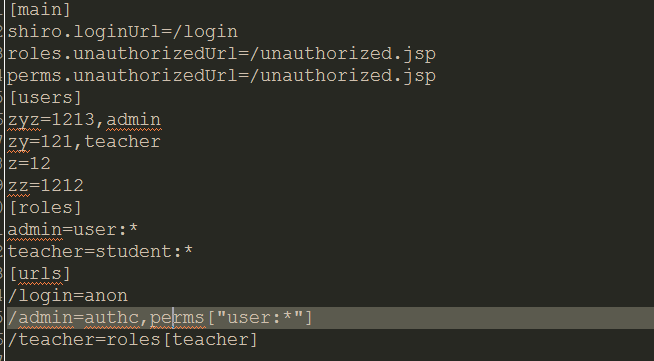 [main]
shiro.loginUrl=/login
roles.unauthorizedUrl=/unauthorized.jsp
perms.unauthorizedUrl=/unauthorized.jsp
[users]
zyz=1213,admin
zy=121,teacher
z=12
zz=1212
[roles]
admin=user:*
teacher=student:*
[urls]
/login=anon
/admin=authc,perms["user:*"]
/teacher=roles[teacher]